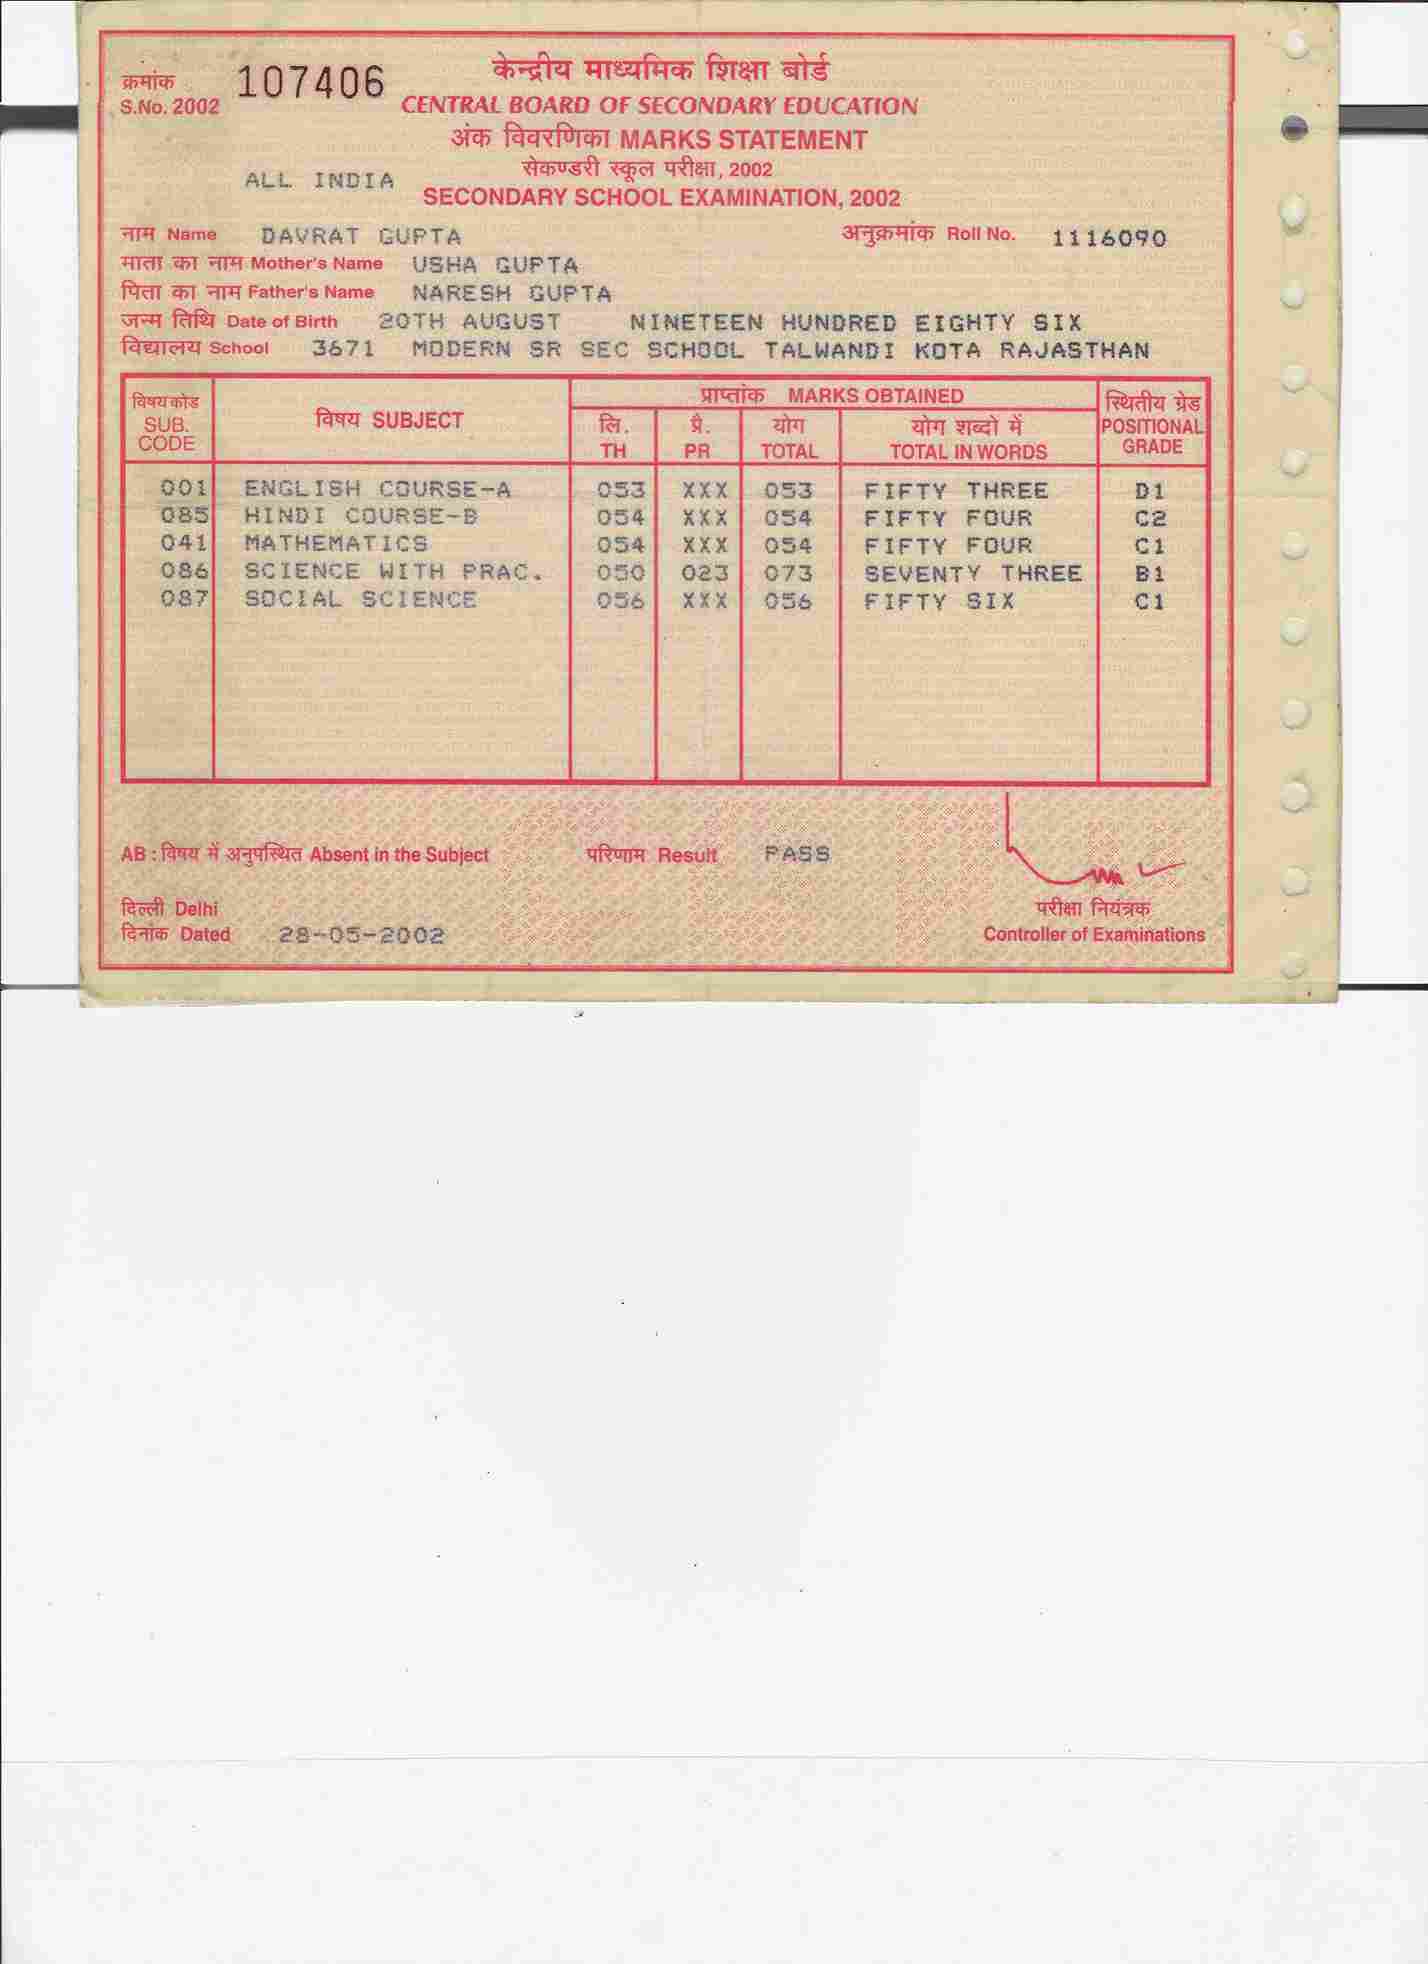 केन्द्रीय माध्यमिक शिक्षा बोर्ड
क्रमांक
S.No. 2002 107406
CENTRAL BOARD OF SECONDARY EDUCATION
अंक विवरणिका MARKS STATEMENT
सेकण्डरी स्कूल परीक्षा, 2002
ALL INDIA
SECONDARY SCHOOL EXAMINATION, 2002
नाम Name DAVRAT GUPTA अनुक्रमांक Roll No. 1116090
माता का नाम Mother's Name USHA GUPTA
पिता का नाम Father's Name NARESH GUPTA
जन्म तिथि Date of Birth 20TH AUGUST NINETEEN HUNDRED EIGHTY SIX
विद्यालय School 3671 MODERN SR SEC SCHOOL TALWANDI KOTA RAJASTHAN
विषय कोड SUB. CODE विषय SUBJECT प्राप्तांक MARKS OBTAINED स्थितीय ग्रेड POSITIONAL GRADE
लि. TH प्रै. PR योग TOTAL योग शब्दो में TOTAL IN WORDS
001 ENGLISH COURSE-A 053 XXX 053 FIFTY THREE D1
085 HINDI COURSE-B 054 XXX 054 FIFTY FOUR C2
041 MATHEMATICS 054 XXX 054 FIFTY FOUR C1
086 SCIENCE WITH PRAC. 050 023 073 SEVENTY THREE B1
087 SOCIAL SCIENCE 056 XXX 056 FIFTY SIX C1
AB : विषय में अनुपस्थित Absent in the Subject परिणाम Result PASS
दिल्ली Delhi परीक्षा नियंत्रक
दिनांक Dated 28-05-2002 Controller of Examinations